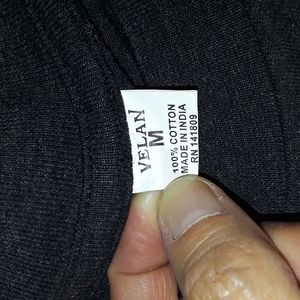 VELAN
M
100% COTTON
MADE IN INDIA
RN 141809